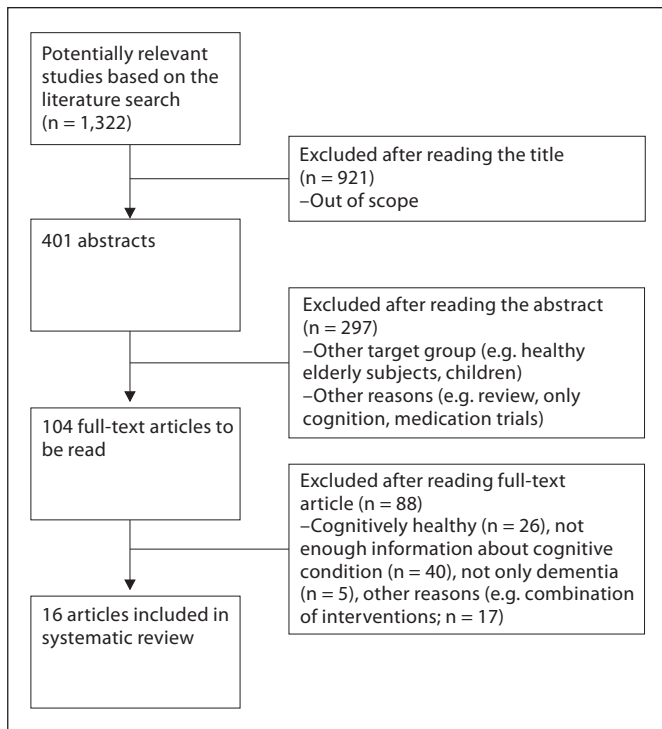 Potentially relevant
studies based on the
literature search
(n = 1,322)
Excluded after reading the title
(n = 921)
–Out of scope
401 abstracts
Excluded after reading the abstract
(n = 297)
–Other target group (e.g. healthy
elderly subjects, children)
–Other reasons (e.g. review, only
cognition, medication trials)
104 full-text articles to
be read
Excluded after reading full-text
article (n = 88)
–Cognitively healthy (n = 26), not
enough information about cognitive
condition (n = 40), not only dementia
(n = 5), other reasons (e.g. combination
of interventions; n = 17)
16 articles included in
systematic review